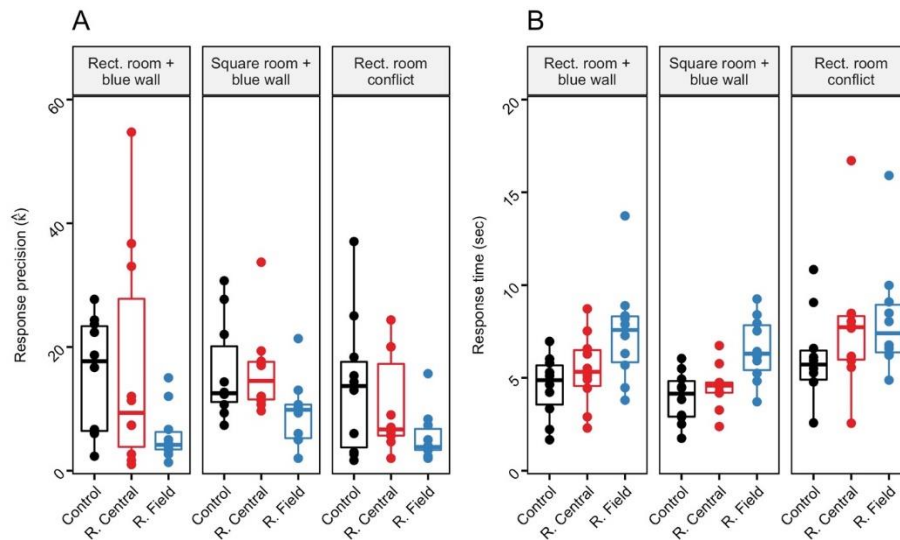 A
Rect. room +
blue wall
Square room +
blue wall
Rect. room
conflict
60
40
20
0
Response precision (k̂)
Control
R. Central
R. Field
Control
R. Central
R. Field
Control
R. Central
R. Field
B
Rect. room +
blue wall
Square room +
blue wall
Rect. room
conflict
20
15
10
5
0
Response time (sec)
Control
R. Central
R. Field
Control
R. Central
R. Field
Control
R. Central
R. Field